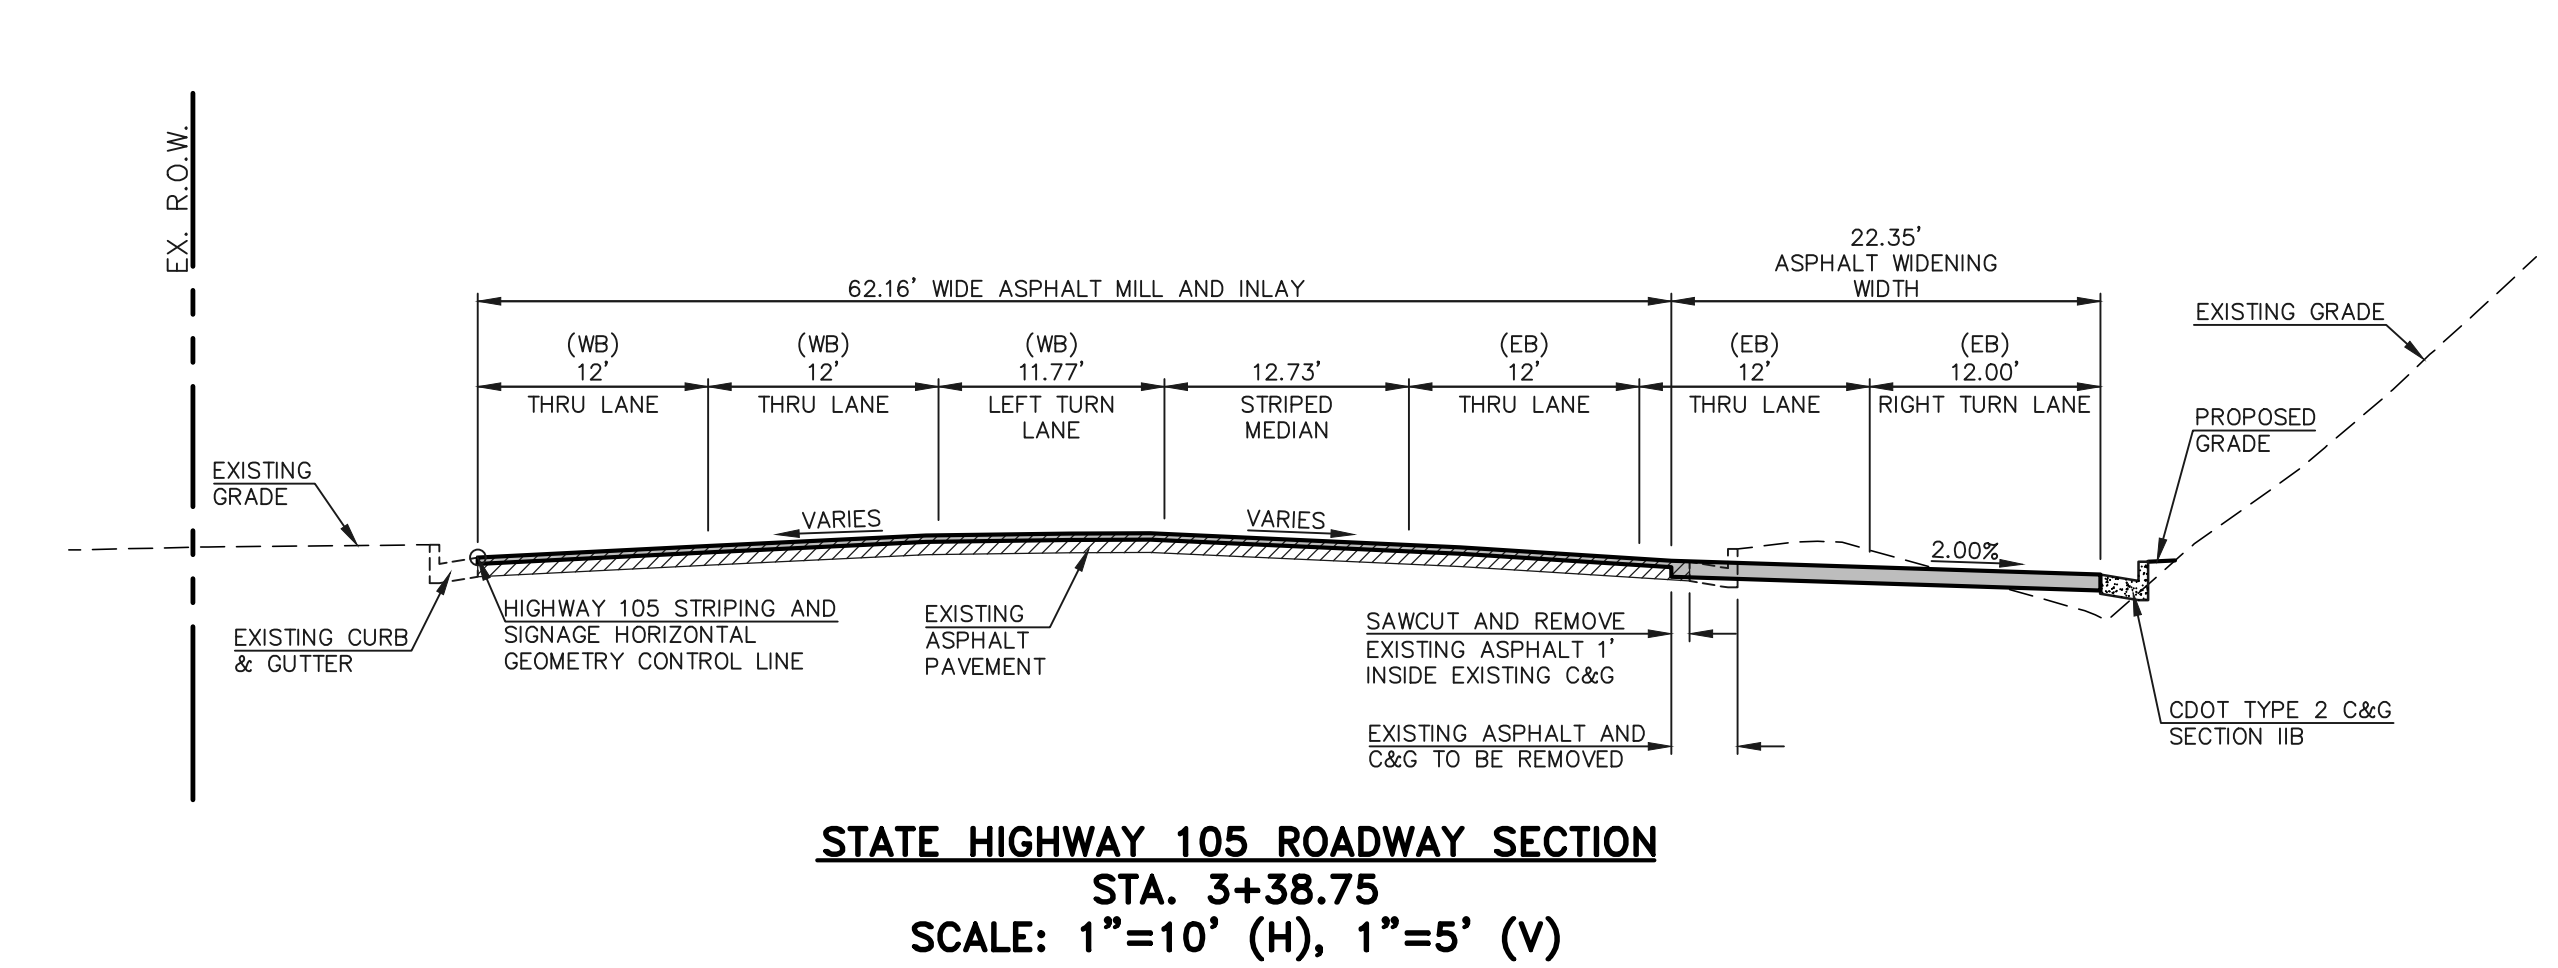 EX. R.O.W.
22.35'
ASPHALT WIDENING
WIDTH
62.16' WIDE ASPHALT MILL AND INLAY
EXISTING GRADE
(WB)
12'
THRU LANE
(WB)
12'
THRU LANE
(WB)
11.77'
LEFT TURN
LANE
12.73'
STRIPED
MEDIAN
(EB)
12'
THRU LANE
(EB)
12'
THRU LANE
(EB)
12.00'
RIGHT TURN LANE
PROPOSED
GRADE
EXISTING
GRADE
VARIES
VARIES
2.00%
EXISTING CURB
& GUTTER
HIGHWAY 105 STRIPING AND
SIGNAGE HORIZONTAL
GEOMETRY CONTROL LINE
EXISTING
ASPHALT
PAVEMENT
SAWCUT AND REMOVE
EXISTING ASPHALT 1'
INSIDE EXISTING C&G
EXISTING ASPHALT AND
C&G TO BE REMOVED
CDOT TYPE 2 C&G
SECTION IIB
STATE HIGHWAY 105 ROADWAY SECTION
STA. 3+38.75
SCALE: 1"=10' (H), 1"=5' (V)